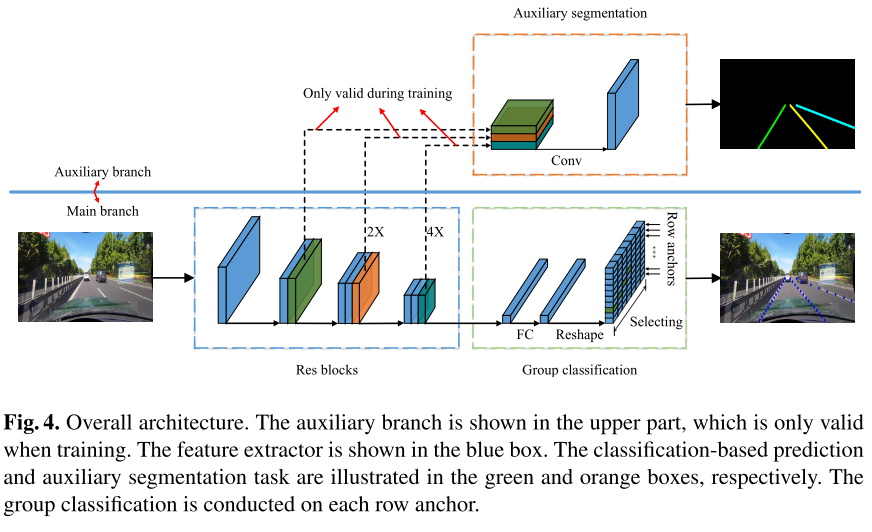 Auxiliary segmentation
Only valid during training
Conv
Auxiliary branch
Main branch
2X
4X
Row anchors
Selecting
FC
Reshape
Res blocks
Group classification
Fig. 4. Overall architecture. The auxiliary branch is shown in the upper part, which is only valid
when training. The feature extractor is shown in the blue box. The classification-based prediction
and auxiliary segmentation task are illustrated in the green and orange boxes, respectively. The
group classification is conducted on each row anchor.